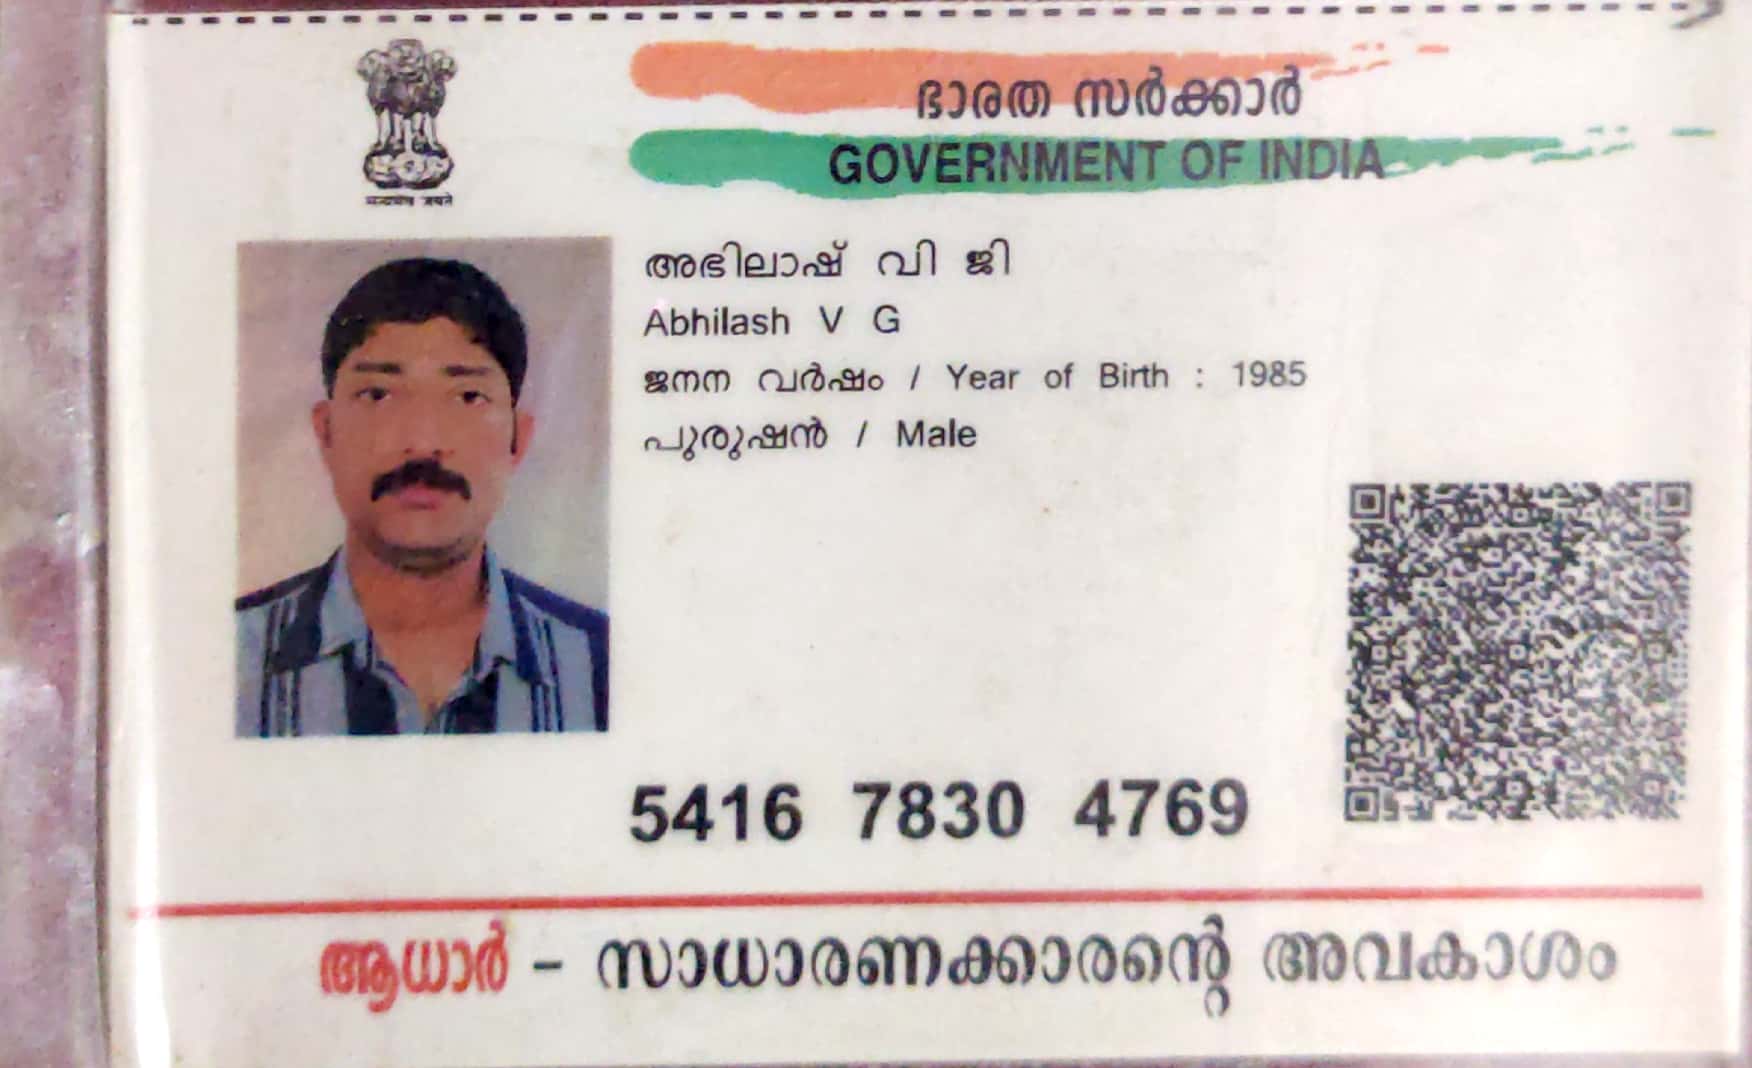 सत्यमेव जयते
ഭാരത സർക്കാർ
GOVERNMENT OF INDIA
അഭിലാഷ് വി ജി
Abhilash V G
ജനന വർഷം / Year of Birth : 1985
പുരുഷൻ / Male
5416 7830 4769
ആധാർ - സാധാരണക്കാരന്റെ അവകാശം